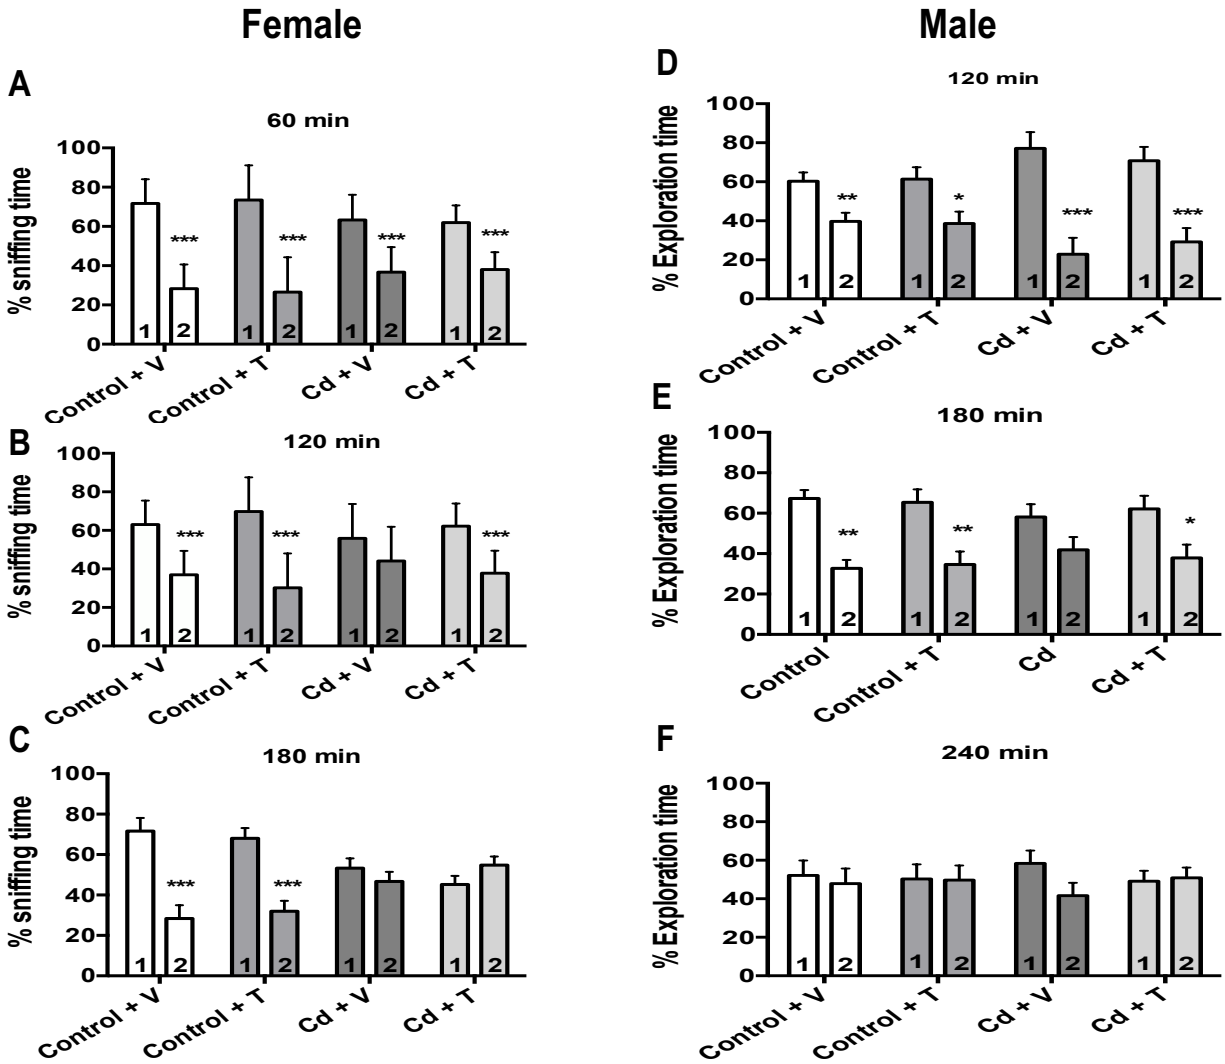 Female
Male
A
60 min
% sniffing time
100
80
60
40
20
0
*** *** *** ***
1 2 1 2 1 2 1 2
Control + V Control + T Cd + V Cd + T
B
120 min
% sniffing time
100
80
60
40
20
0
*** *** ***
1 2 1 2 1 2 1 2
Control + V Control + T Cd + V Cd + T
C
180 min
% sniffing time
100
80
60
40
20
0
*** ***
1 2 1 2 1 2 1 2
Control + V Control + T Cd + V Cd + T
D
120 min
% Exploration time
100
80
60
40
20
0
** * *** ***
1 2 1 2 1 2 1 2
Control + V Control + T Cd + V Cd + T
E
180 min
% Exploration time
100
80
60
40
20
0
** ** *
1 2 1 2 1 2 1 2
Control Control + T Cd Cd + T
F
240 min
% Exploration time
100
80
60
40
20
0
1 2 1 2 1 2 1 2
Control + V Control + T Cd + V Cd + T